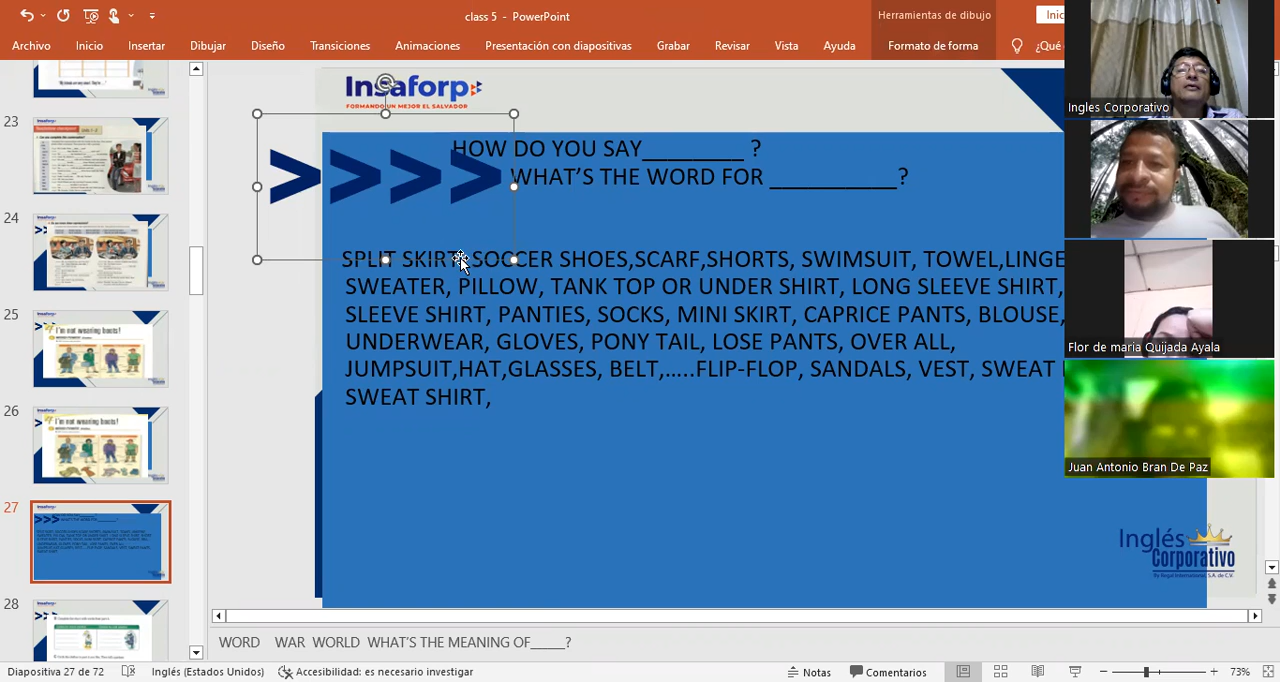 class 5 - PowerPoint
Herramientas de dibujo
Inic
Archivo Inicio Insertar Dibujar Diseño Transiciones Animaciones Presentación con diapositivas Grabar Revisar Vista Ayuda Formato de forma ¿Qué
Ingles Corporativo
Flor de maria Quijada Ayala
Juan Antonio Bran De Paz
23
24
25
I'm not wearing boots!
26
I'm not wearing boots!
27
28
Insaforp
FORMANDO UN MEJOR EL SALVADOR
HOW DO YOU SAY_________ ?
WHAT'S THE WORD FOR ___________?
SPLIT SKIRT, SOCCER SHOES,SCARF,SHORTS, SWIMSUIT, TOWEL,LINGE
SWEATER, PILLOW, TANK TOP OR UNDER SHIRT, LONG SLEEVE SHIRT,
SLEEVE SHIRT, PANTIES, SOCKS, MINI SKIRT, CAPRICE PANTS, BLOUSE,
UNDERWEAR, GLOVES, PONY TAIL, LOSE PANTS, OVER ALL,
JUMPSUIT,HAT,GLASSES, BELT,…..FLIP-FLOP, SANDALS, VEST, SWEAT
SWEAT SHIRT,
Inglés
Corporativo
By Regal International, S.A. de C.V.
WORD WAR WORLD WHAT'S THE MEANING OF_____?
Diapositiva 27 de 72 Inglés (Estados Unidos) Accesibilidad: es necesario investigar Notas Comentarios 73%